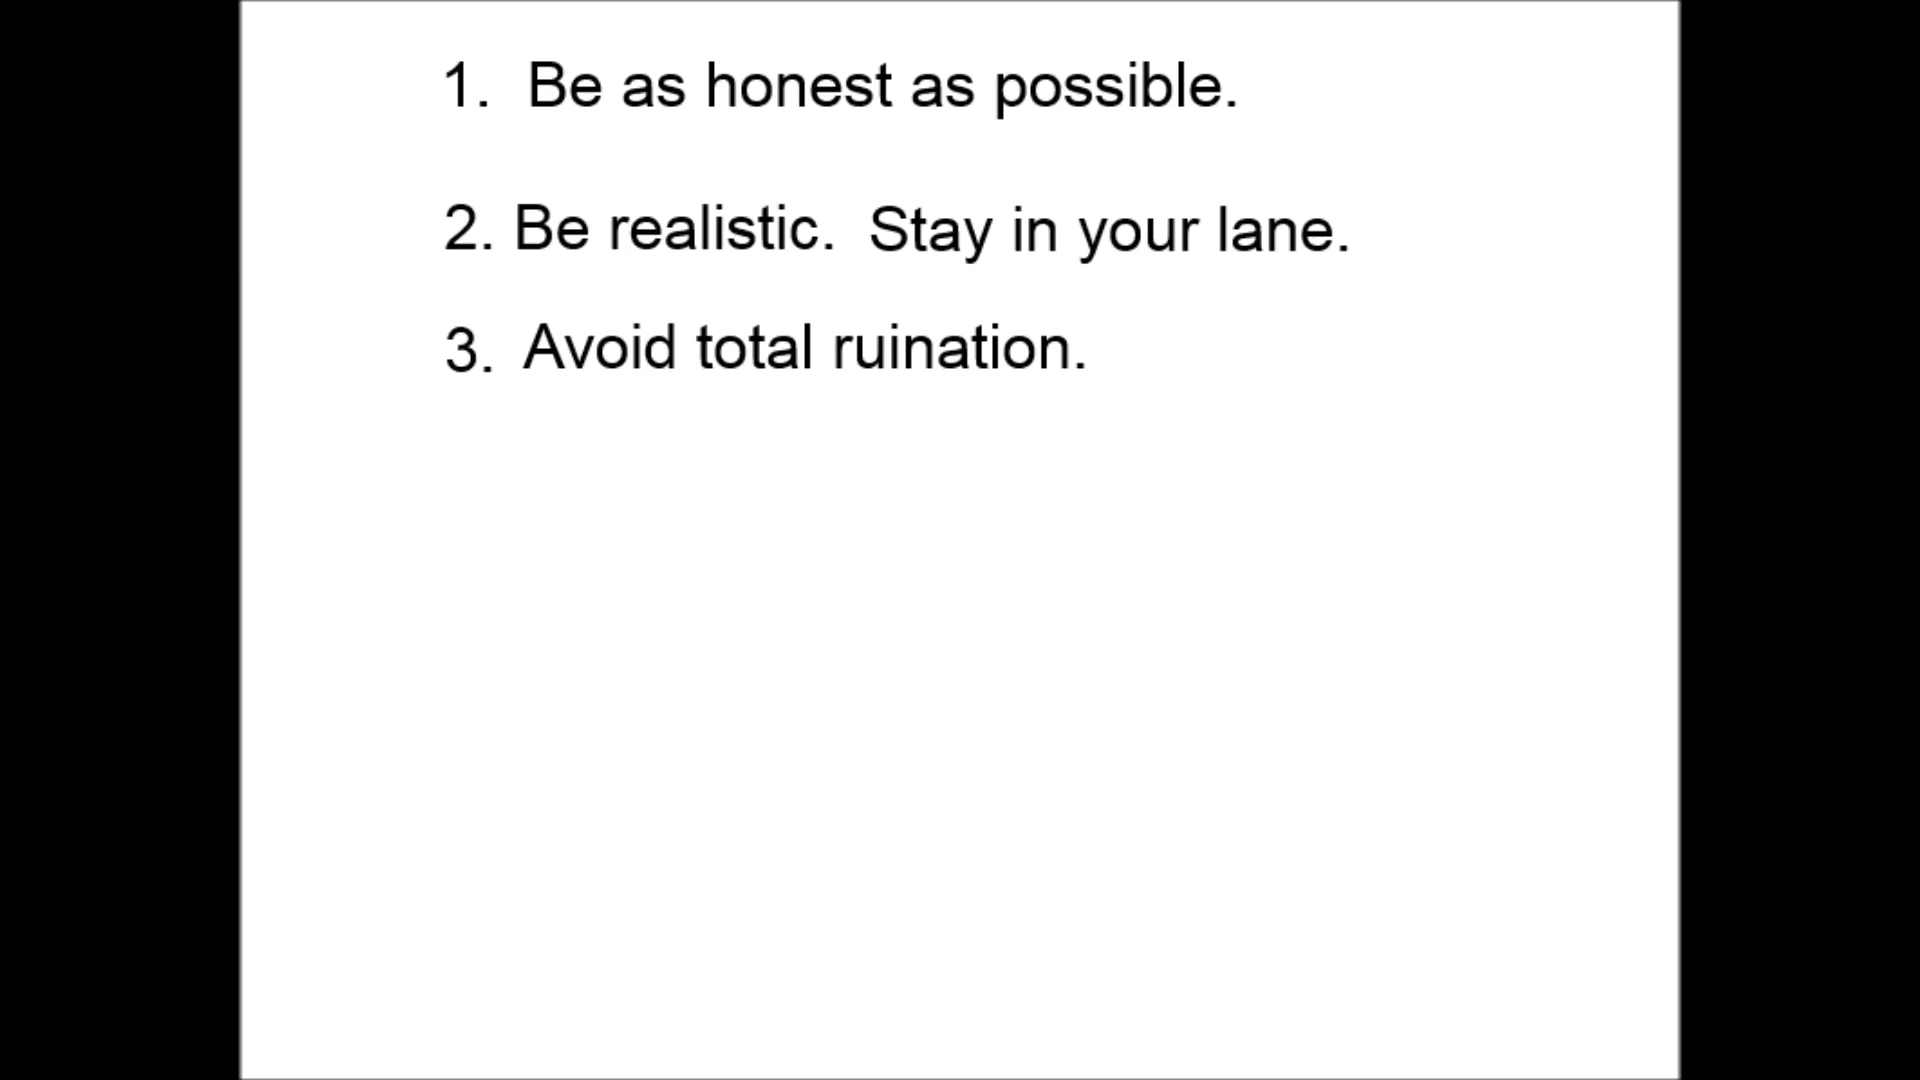 1. Be as honest as possible.
2. Be realistic. Stay in your lane.
3. Avoid total ruination.